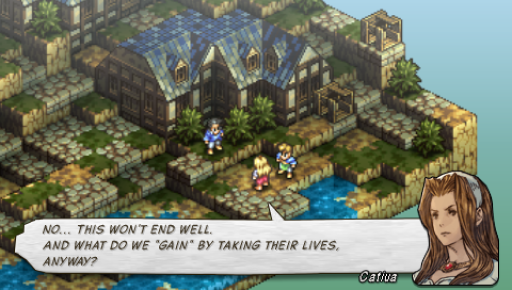 NO... THIS WON'T END WELL.
AND WHAT DO WE "GAIN" BY TAKING THEIR LIVES,
ANYWAY?
Catiua